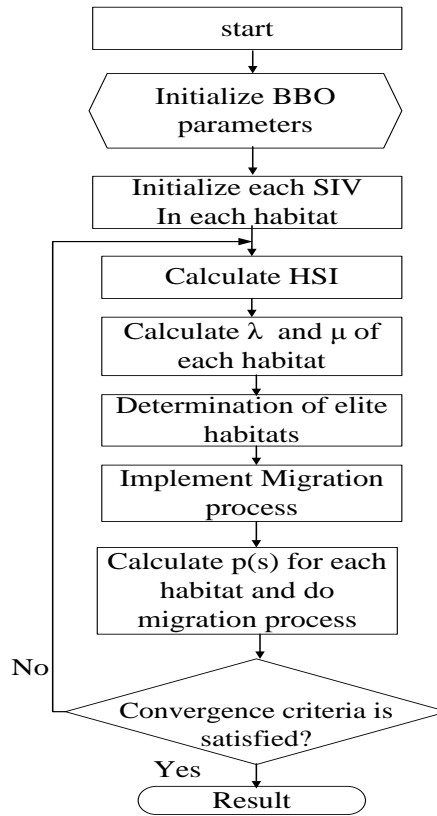 start
Initialize BBO
parameters
Initialize each SIV
In each habitat
Calculate HSI
Calculate λ and μ of
each habitat
Determination of elite
habitats
Implement Migration
process
Calculate p(s) for each
habitat and do
migration process
No
Convergence criteria is
satisfied?
Yes
Result